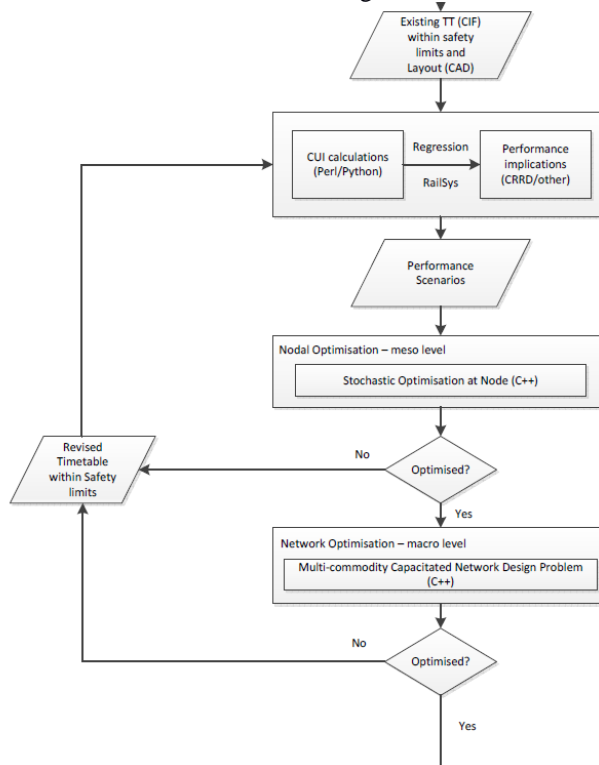 Existing TT (CIF)
within safety
limits and
Layout (CAD)
CUI calculations
(Perl/Python)
Regression
RailSys
Performance
implications
(CRRD/other)
Performance
Scenarios
Nodal Optimisation – meso level
Stochastic Optimisation at Node (C++)
No
Optimised?
Revised
Timetable
within Safety
limits
Yes
Network Optimisation – macro level
Multi-commodity Capacitated Network Design Problem
(C++)
No
Optimised?
Yes